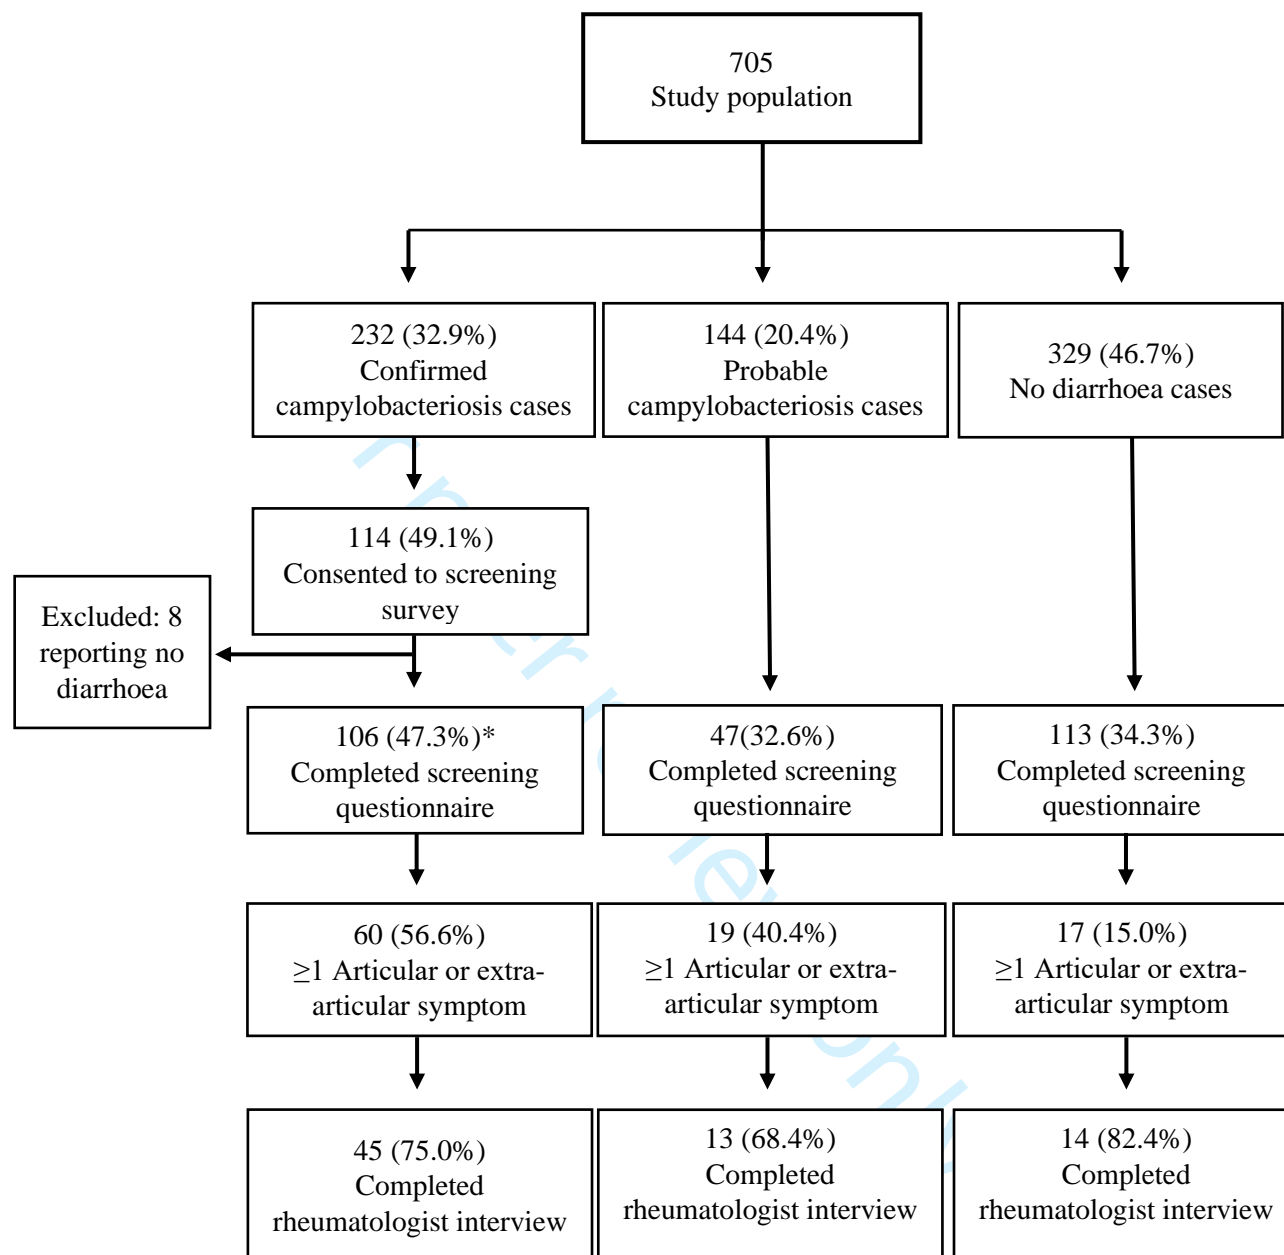 705
Study population
232 (32.9%)
Confirmed
campylobacteriosis cases
144 (20.4%)
Probable
campylobacteriosis cases
329 (46.7%)
No diarrhoea cases
114 (49.1%)
Consented to screening
survey
Excluded: 8
reporting no
diarrhoea
106 (47.3%)*
Completed screening
questionnaire
47(32.6%)
Completed screening
questionnaire
113 (34.3%)
Completed screening
questionnaire
60 (56.6%)
≥1 Articular or extra-
articular symptom
19 (40.4%)
≥1 Articular or extra-
articular symptom
17 (15.0%)
≥1 Articular or extra-
articular symptom
45 (75.0%)
Completed
rheumatologist interview
13 (68.4%)
Completed
rheumatologist interview
14 (82.4%)
Completed
rheumatologist interview